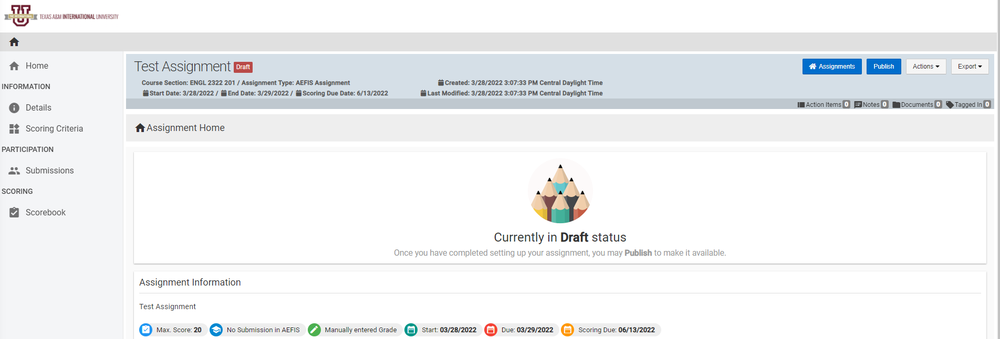 THE INTERNATIONAL
TEXAS A&M INTERNATIONAL UNIVERSITY
Home
INFORMATION
Details
Scoring Criteria
PARTICIPATION
Submissions
SCORING
Scorebook
Test Assignment Draft
Assignments
Publish
Actions
Export
Course Section: ENGL 2322 201 / Assignment Type: AEFIS Assignment
Created: 3/28/2022 3:07:33 PM Central Daylight Time
Start Date: 3/28/2022 / End Date: 3/29/2022 / Scoring Due Date: 6/13/2022
Last Modified: 3/28/2022 3:07:33 PM Central Daylight Time
Action Items 0 Notes 0 Documents 0 Tagged In 0
Assignment Home
Currently in Draft status
Once you have completed setting up your assignment, you may Publish to make it available.
Assignment Information
Test Assignment
Max. Score: 20 No Submission in AEFIS Manually entered Grade Start: 03/28/2022 Due: 03/29/2022 Scoring Due: 06/13/2022